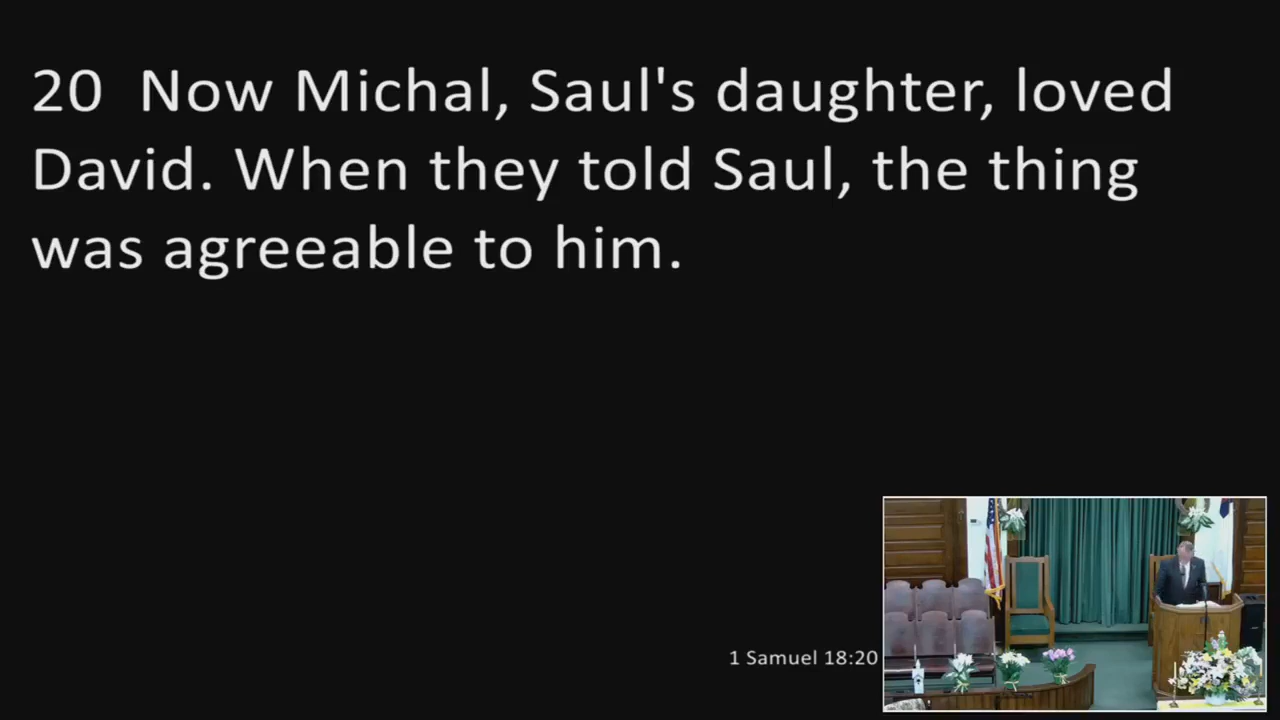 20 Now Michal, Saul's daughter, loved
David. When they told Saul, the thing
was agreeable to him.
1 Samuel 18:20